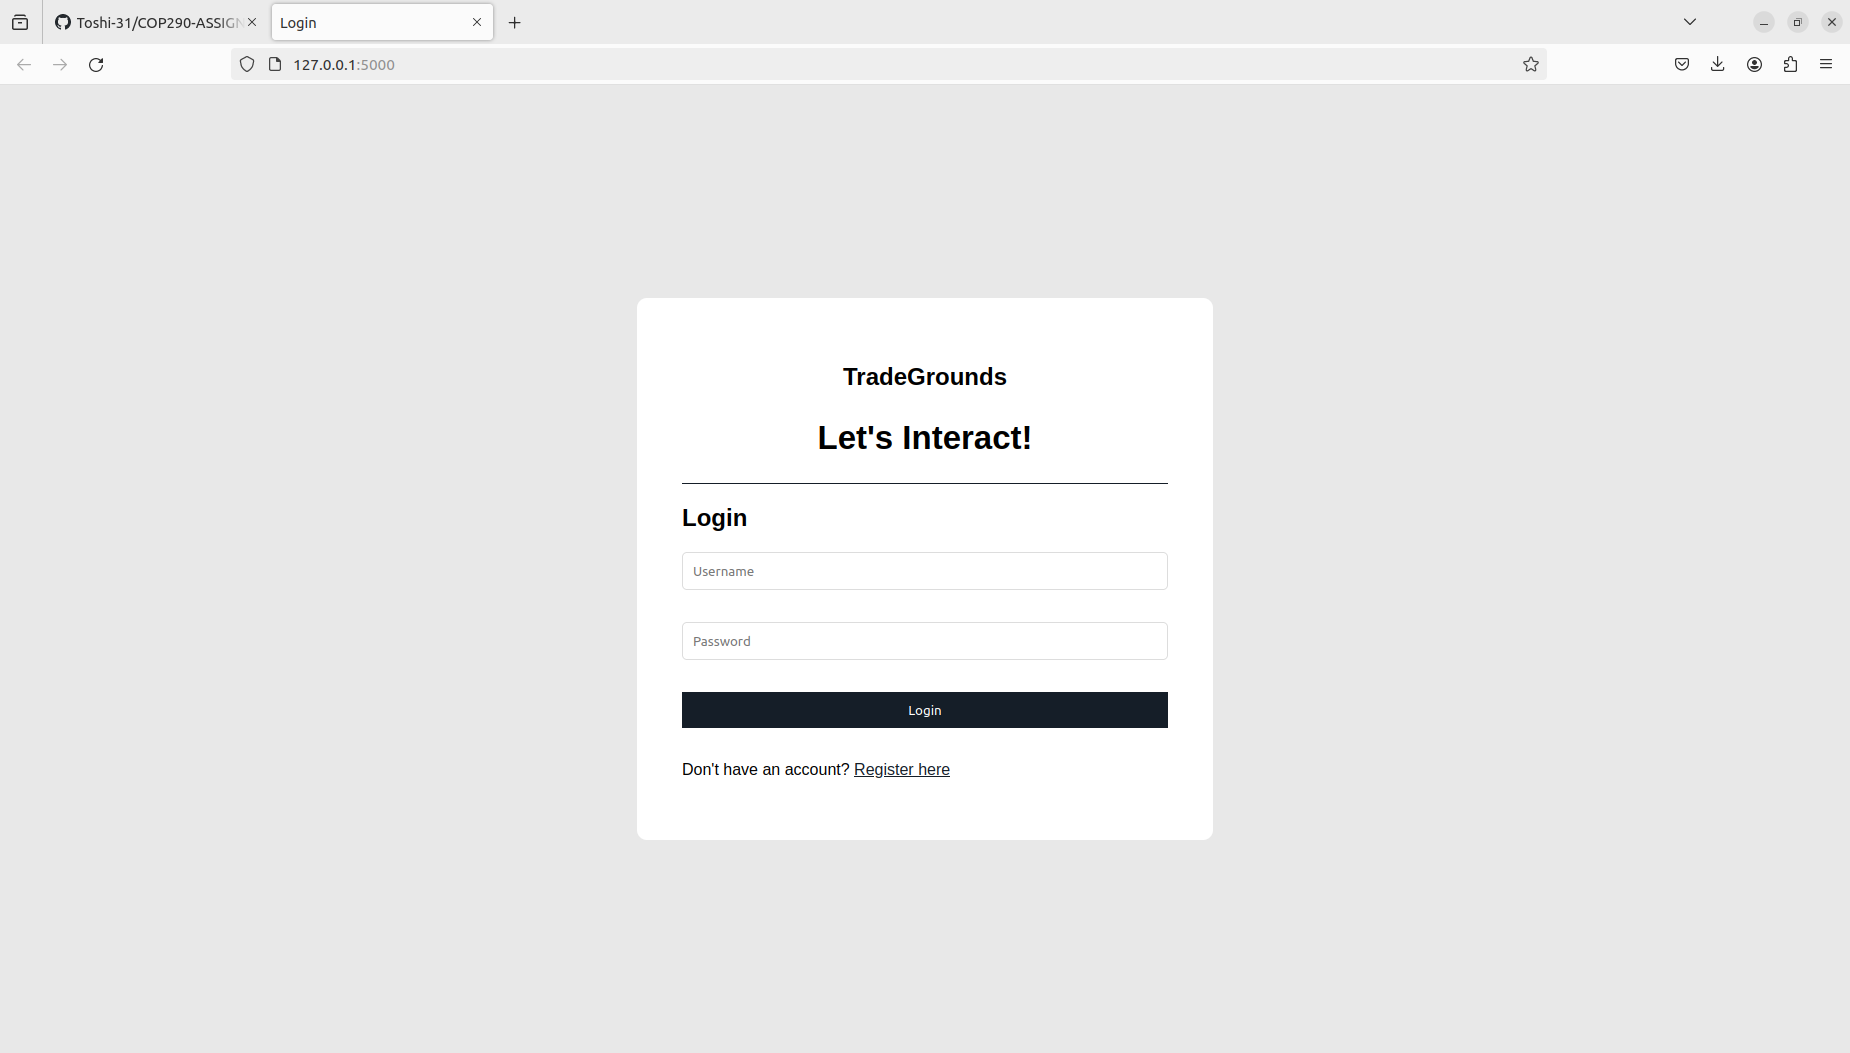 Toshi-31/COP290-ASSIGN
Login
127.0.0.1:5000
TradeGrounds
Let's Interact!
Login
Username
Password
Login
Don't have an account? Register here